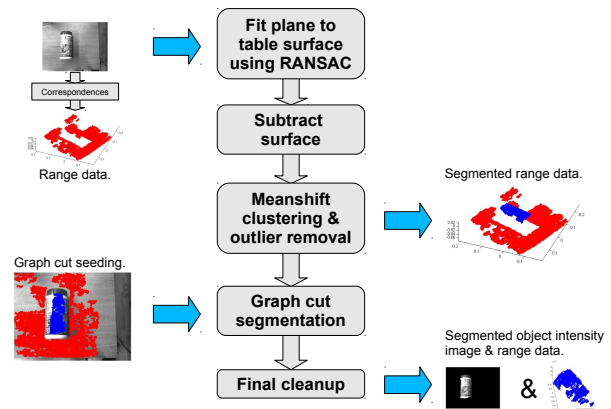 Fit plane to
table surface
using RANSAC
Correspondences
Range data.
Subtract
surface
Meanshift
clustering &
outlier removal
Segmented range data.
Graph cut seeding.
Graph cut
segmentation
Segmented object intensity
image & range data.
Final cleanup
&